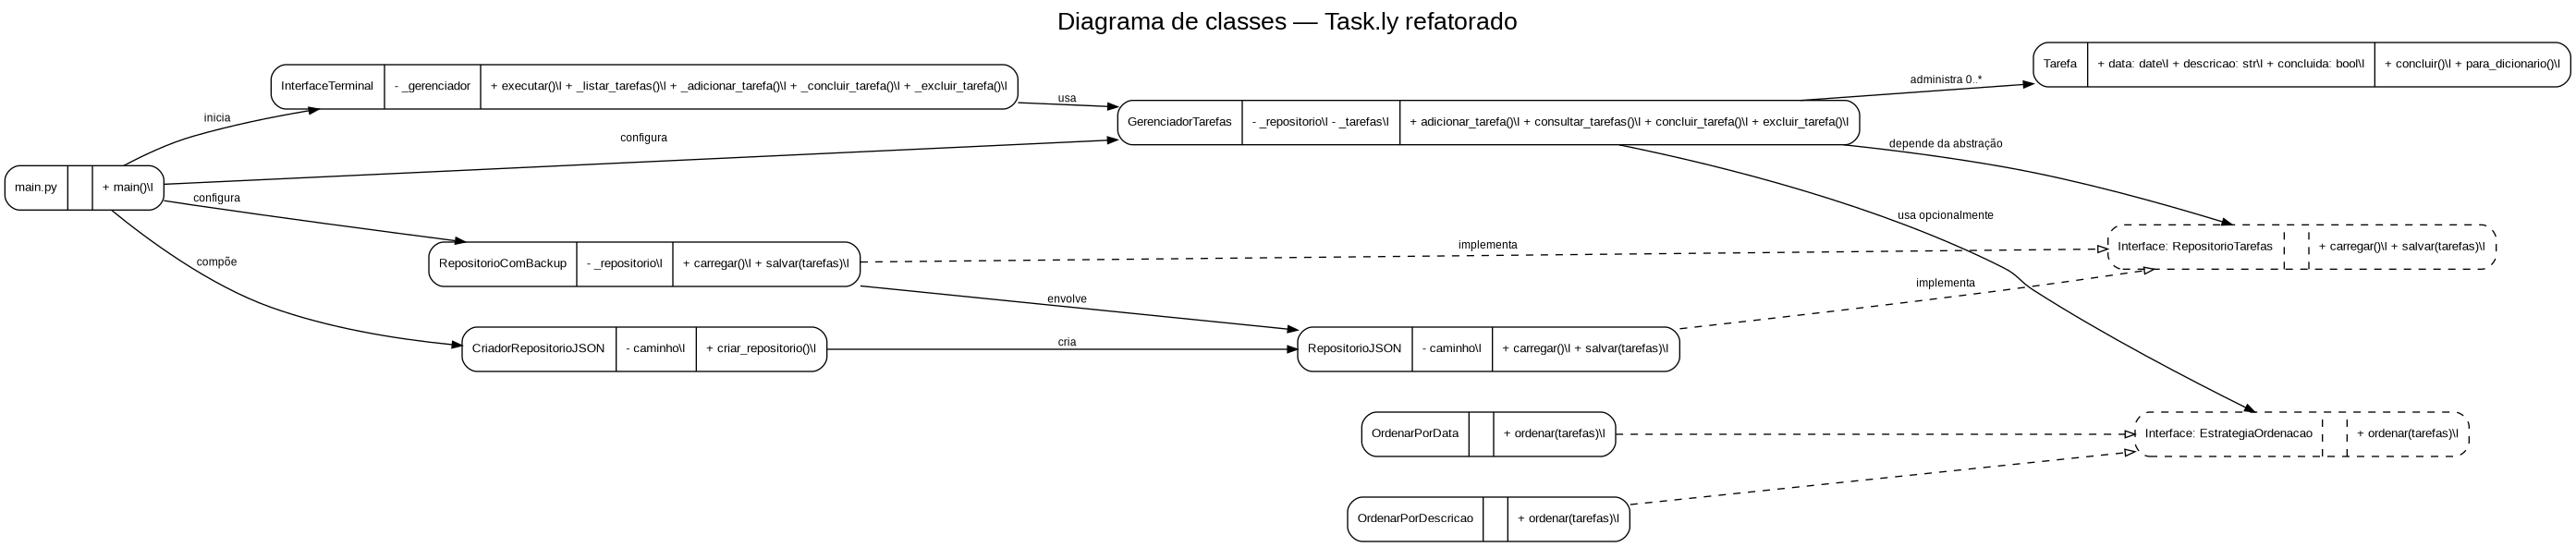 Diagrama de classes — Task.ly refatorado
Tarefa
+ data: date\l + descricao: str\l + concluida: bool\l
+ concluir()\l + para_dicionario()\l
InterfaceTerminal
- _gerenciador
+ executar()\l + _listar_tarefas()\l + _adicionar_tarefa()\l + _concluir_tarefa()\l + _excluir_tarefa()\l
administra 0..*
usa
inicia
GerenciadorTarefas
- _repositorio\l - _tarefas\l
+ adicionar_tarefa()\l + consultar_tarefas()\l + concluir_tarefa()\l + excluir_tarefa()\l
configura
depende da abstração
main.py
+ main()\l
configura
usa opcionalmente
compõe
RepositorioComBackup
- _repositorio\l
+ carregar()\l + salvar(tarefas)\l
implementa
Interface: RepositorioTarefas
+ carregar()\l + salvar(tarefas)\l
implementa
envolve
CriadorRepositorioJSON
- caminho\l
+ criar_repositorio()\l
cria
RepositorioJSON
- caminho\l
+ carregar()\l + salvar(tarefas)\l
OrdenarPorData
+ ordenar(tarefas)\l
Interface: EstrategiaOrdenacao
+ ordenar(tarefas)\l
OrdenarPorDescricao
+ ordenar(tarefas)\l